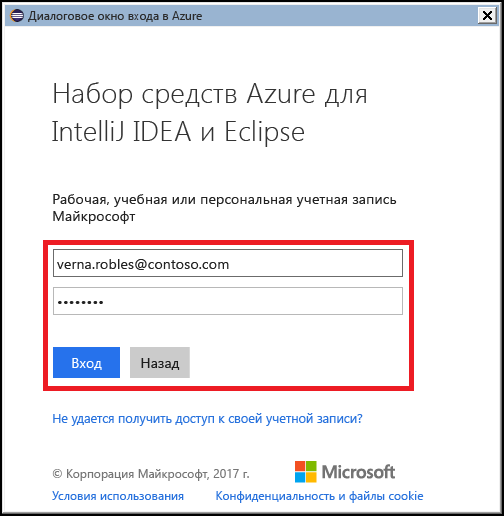 Диалоговое окно входа в Azure
Набор средств Azure для
IntelliJ IDEA и Eclipse
Рабочая, учебная или персональная учетная запись
Майкрософт
verna.robles@contoso.com
••••••••
Вход Назад
Не удается получить доступ к своей учетной записи?
© Корпорация Майкрософт, 2017 г. Microsoft
Условия использования Конфиденциальность и файлы cookie